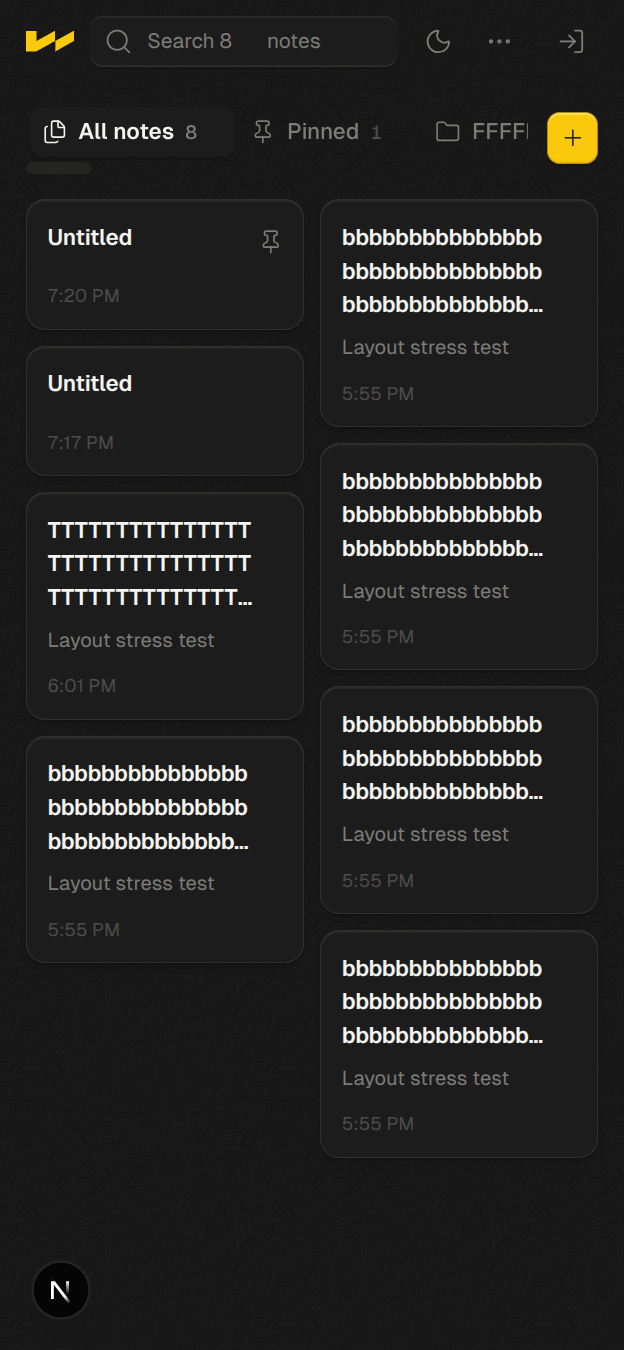 Search 8 notes
All notes 8
Pinned 1
FFFFF
Untitled
7:20 PM
Untitled
7:17 PM
TTTTTTTTTTTTTTT
TTTTTTTTTTTTTTT
TTTTTTTTTTTTTT...
Layout stress test
6:01 PM
bbbbbbbbbbbbbbb
bbbbbbbbbbbbbbb
bbbbbbbbbbbbbb...
Layout stress test
5:55 PM
bbbbbbbbbbbbbbb
bbbbbbbbbbbbbbb
bbbbbbbbbbbbbb...
Layout stress test
5:55 PM
bbbbbbbbbbbbbbb
bbbbbbbbbbbbbbb
bbbbbbbbbbbbbb...
Layout stress test
5:55 PM
bbbbbbbbbbbbbbb
bbbbbbbbbbbbbbb
bbbbbbbbbbbbbb...
Layout stress test
5:55 PM
bbbbbbbbbbbbbbb
bbbbbbbbbbbbbbb
bbbbbbbbbbbbbb...
Layout stress test
5:55 PM
N